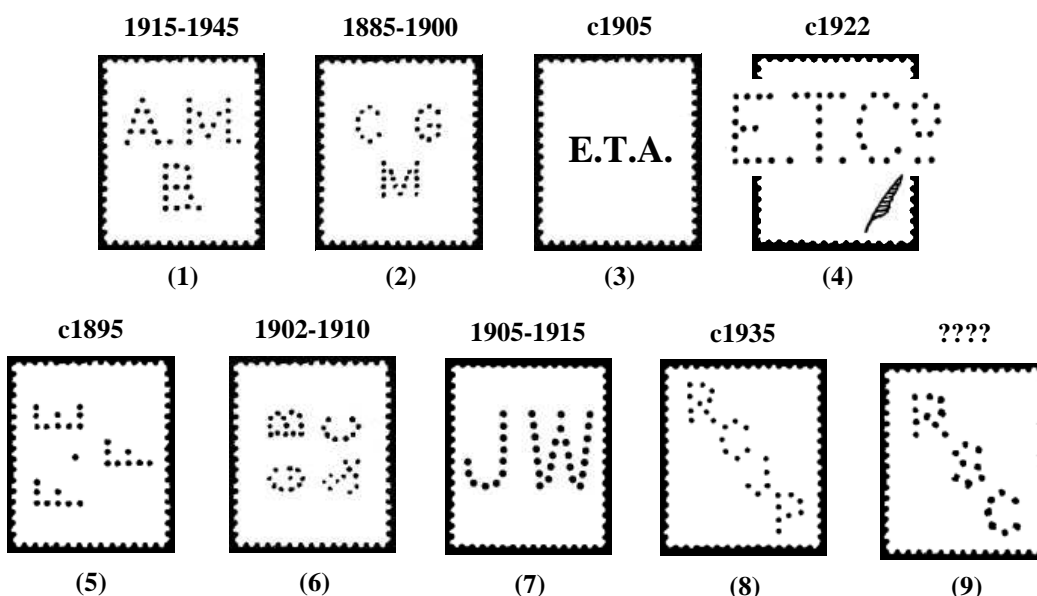 1915-1945 1885-1900 c1905 c1922
A.M. C G E.T.A. E.T.C
B. M
(1) (2) (3) (4)
c1895 1902-1910 1905-1915 c1935 ????
E F F
B C
G K
JW
R&C
(5) (6) (7) (8) (9)